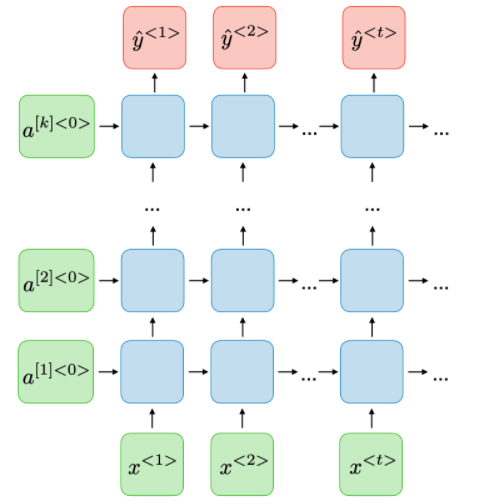 ŷ<1> ŷ<2> ŷ<t>
a[k]<0> ... ...
... ... ...
a[2]<0> ... ...
a[1]<0> ... ...
x<1> x<2> x<t>